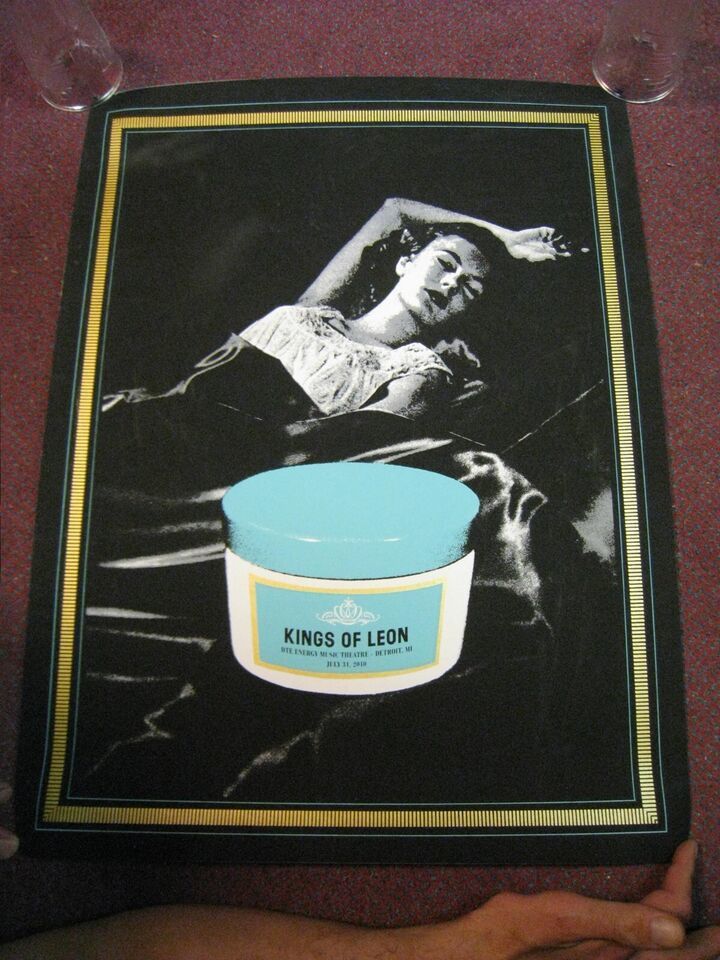 KINGS OF LEON
DTE ENERGY MUSIC THEATRE - DETROIT, MI
JULY 31, 2010